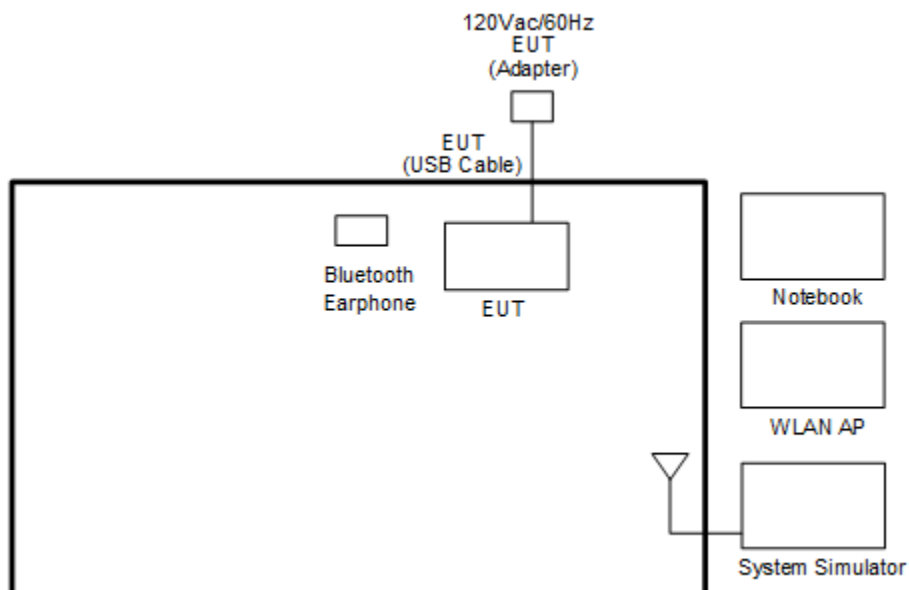 120Vac/60Hz
EUT
(Adapter)
EUT
(USB Cable)
Bluetooth
Earphone
EUT
Notebook
WLAN AP
System Simulator